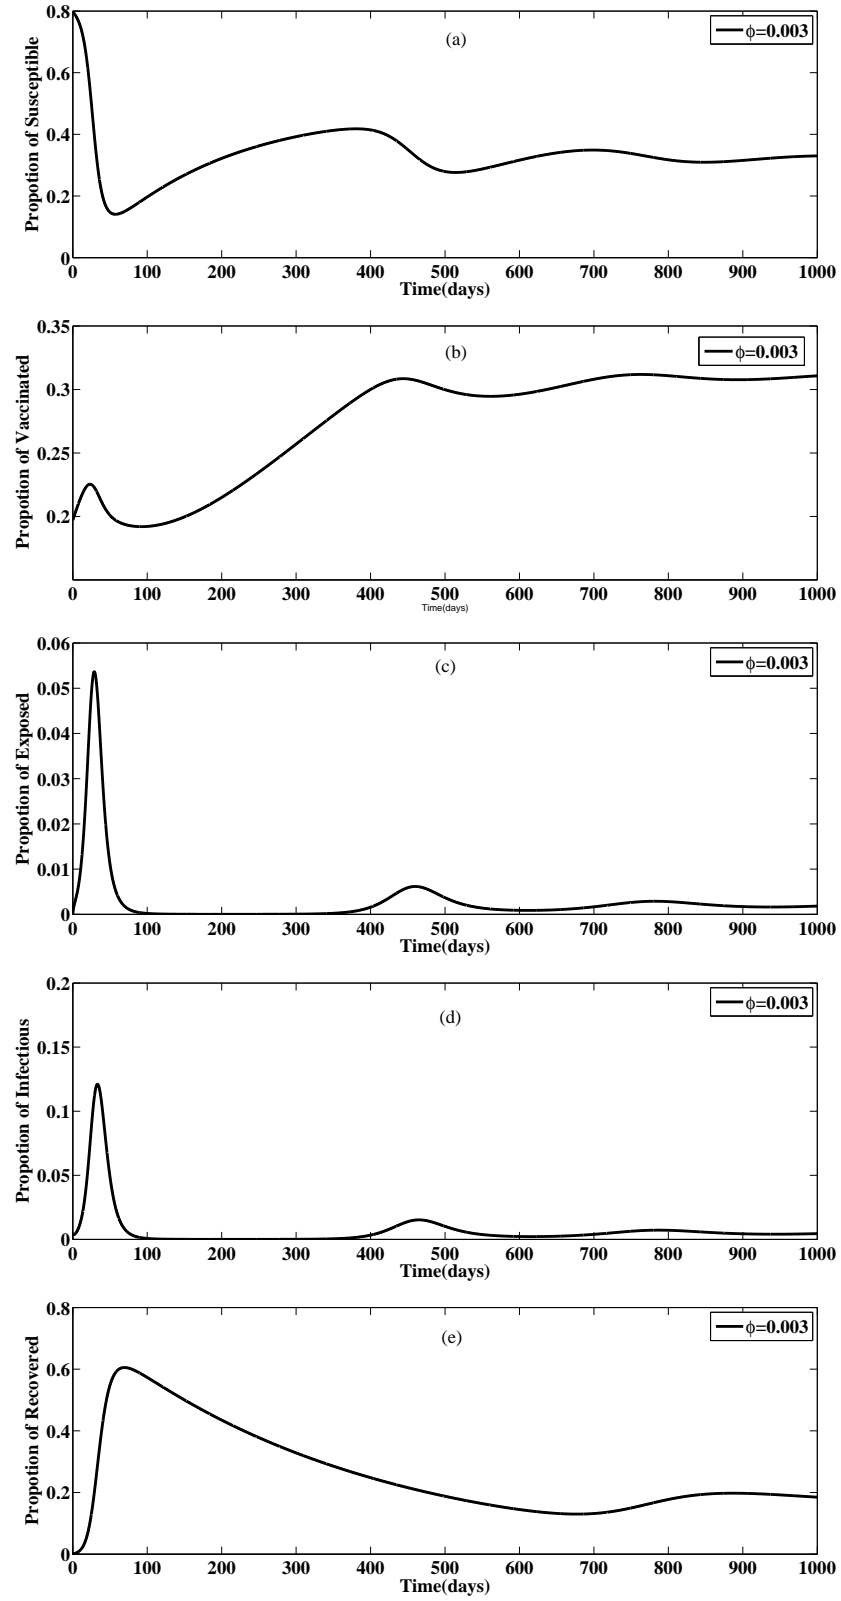 0.8
(a)
ϕ=0.003
0.6
0.4
0.2
0
Propotion of Susceptible
0 100 200 300 400 500 600 700 800 900 1000
Time(days)
0.35
(b)
ϕ=0.003
0.3
0.25
0.2
Propotion of Vaccinated
0 100 200 300 400 500 600 700 800 900 1000
Time(days)
0.06
(c)
ϕ=0.003
0.05
0.04
0.03
0.02
0.01
0
Propotion of Exposed
0 100 200 300 400 500 600 700 800 900 1000
Time(days)
0.2
(d)
ϕ=0.003
0.15
0.1
0.05
0
Propotion of Infectious
0 100 200 300 400 500 600 700 800 900 1000
Time(days)
0.8
(e)
ϕ=0.003
0.6
0.4
0.2
0
Propotion of Recovered
0 100 200 300 400 500 600 700 800 900 1000
Time(days)